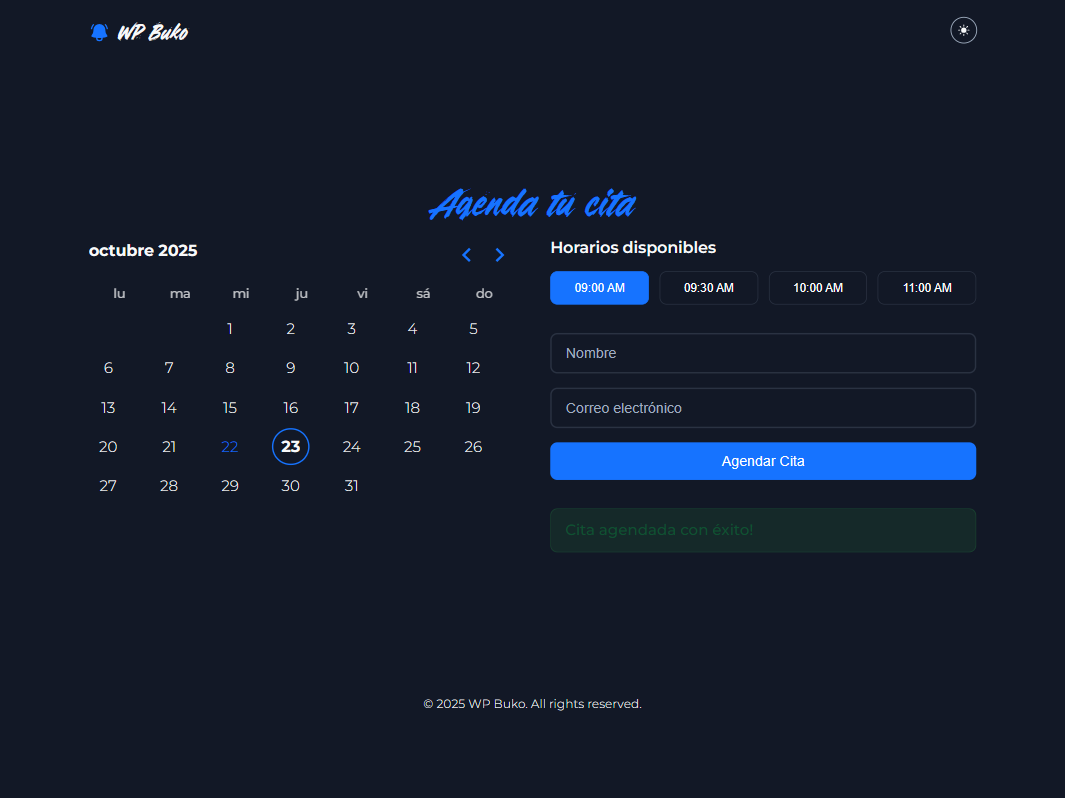 WP Buko
Agenda tu cita
octubre 2025
lu ma mi ju vi sá do
1 2 3 4 5
6 7 8 9 10 11 12
13 14 15 16 17 18 19
20 21 22 23 24 25 26
27 28 29 30 31
Horarios disponibles
09:00 AM 09:30 AM 10:00 AM 11:00 AM
Nombre
Correo electrónico
Agendar Cita
Cita agendada con éxito!
© 2025 WP Buko. All rights reserved.